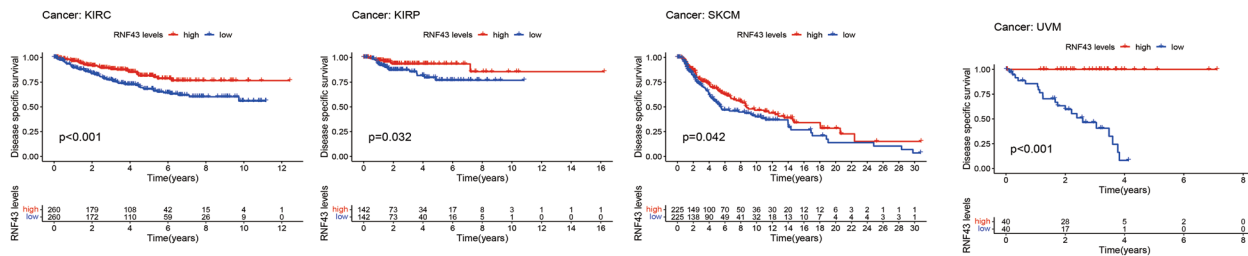 Cancer: KIRC
RNF43 levels high low
Disease specific survival
1.00
0.75
0.50
0.25
0.00
p<0.001
0 2 4 6 8 10 12
Time(years)
RNF43 levels
high 260 179 108 42 15 4 1
low 260 172 110 59 26 9 0
0 2 4 6 8 10 12
Time(years)
Cancer: KIRP
RNF43 levels high low
Disease specific survival
1.00
0.75
0.50
0.25
0.00
p=0.032
0 2 4 6 8 10 12 14 16
Time(years)
RNF43 levels
high 142 73 34 17 8 3 1 1 1
low 142 73 40 16 5 1 0 0 0
0 2 4 6 8 10 12 14 16
Time(years)
Cancer: SKCM
RNF43 levels high low
Disease specific survival
1.00
0.75
0.50
0.25
0.00
p=0.042
0 2 4 6 8 10 12 14 16 18 20 22 24 26 28 30
Time(years)
RNF43 levels
high 225 149 100 70 50 36 30 20 12 12 6 3 2 1 1 1
low 225 138 90 49 41 32 18 13 10 7 4 4 4 3 3 1
0 2 4 6 8 10 12 14 16 18 20 22 24 26 28 30
Time(years)
Cancer: UVM
RNF43 levels high low
Disease specific survival
1.00
0.75
0.50
0.25
0.00
p<0.001
0 2 4 6 8
Time(years)
RNF43 levels
high 40 28 5 2 0
low 40 17 1 0 0
0 2 4 6 8
Time(years)